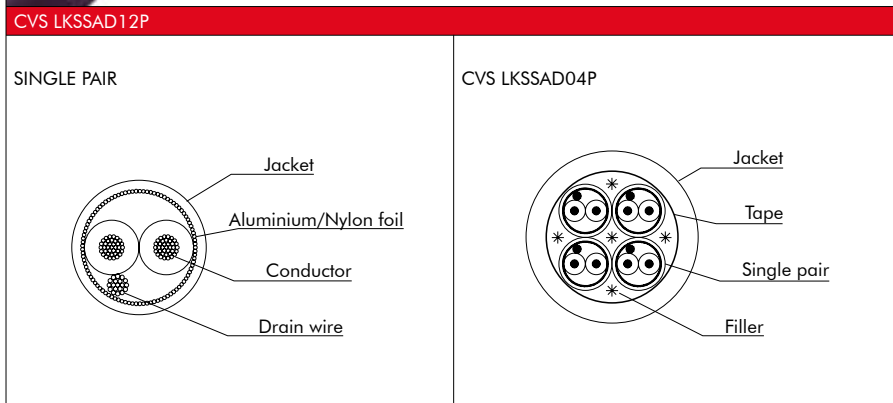 CVS LKSSAD12P
SINGLE PAIR
Jacket
Aluminium/Nylon foil
Conductor
Drain wire
CVS LKSSAD04P
Jacket
Tape
Single pair
Filler